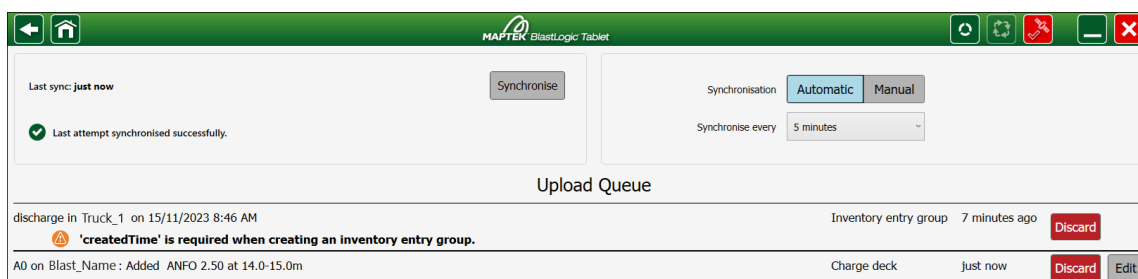 MAPTEK BlastLogic Tablet
Last sync: just now
Synchronise
Last attempt synchronised successfully.
Synchronisation Automatic Manual
Synchronise every 5 minutes
Upload Queue
discharge in Truck_1 on 15/11/2023 8:46 AM Inventory entry group 7 minutes ago Discard
'createdTime' is required when creating an inventory entry group.
A0 on Blast_Name : Added ANFO 2.50 at 14.0-15.0m Charge deck just now Discard Edit